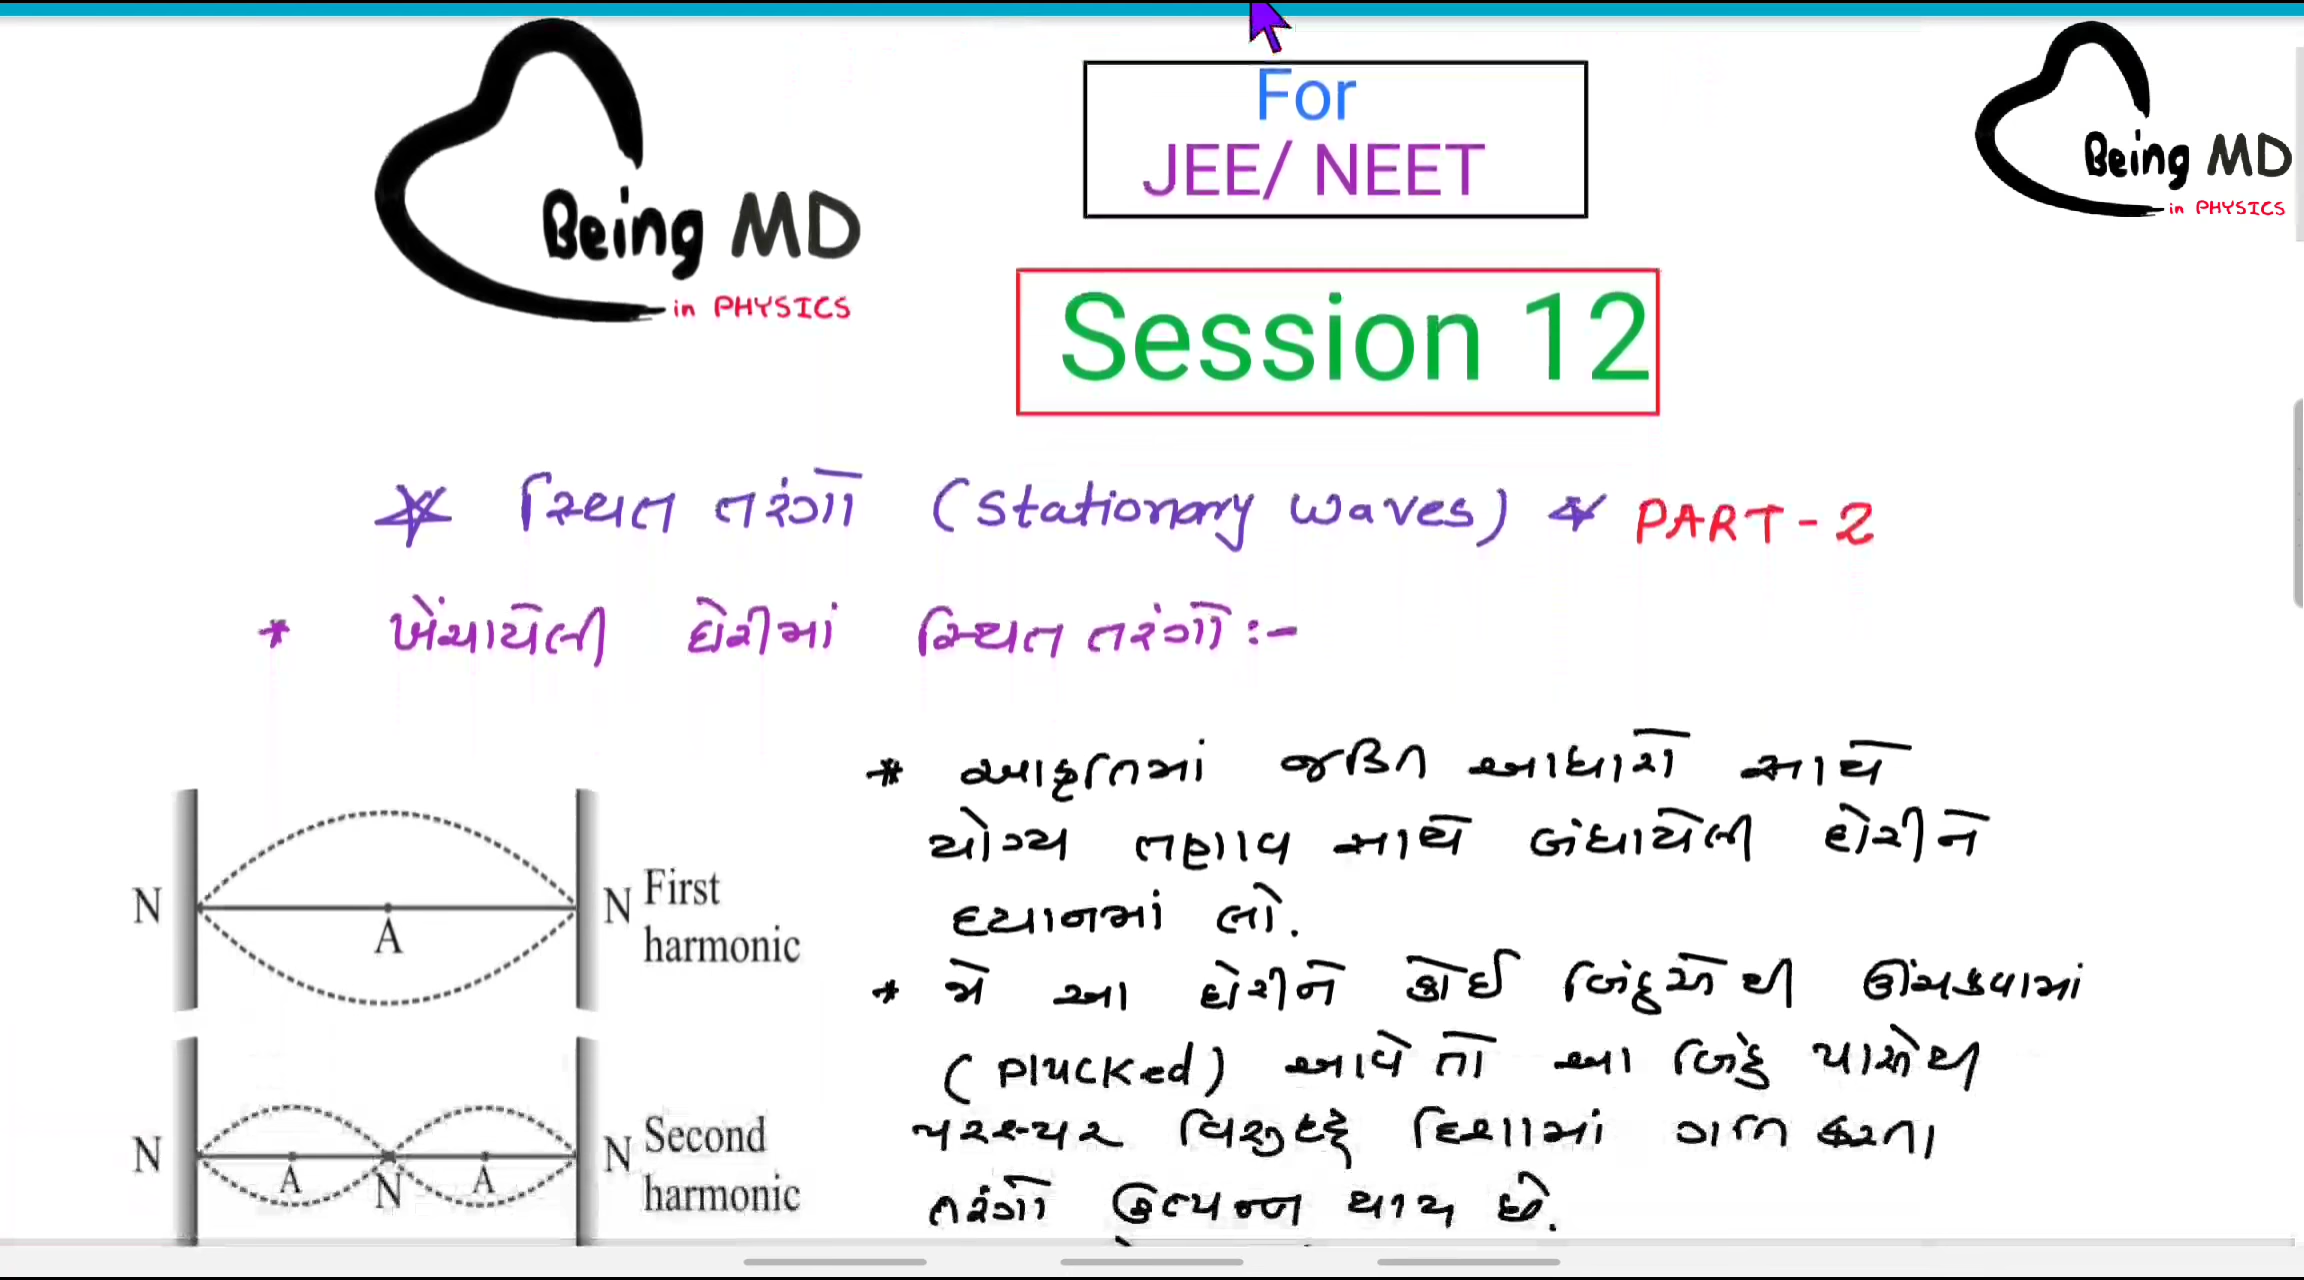 Being MD
in PHYSICS
For
JEE/ NEET
Being MD
in PHYSICS
Session 12
સ્થિત તરંગો (Stationary waves) PART-2
* ખેંચાયેલી દોરીમાં સ્થિત તરંગો :-
* આકૃતિમાં જડિત આધારો સાથે
યોગ્ય તણાવ સાથે બંધાયેલી દોરીને
ધ્યાનમાં લો.
* જો આ દોરીને કોઈ બિંદુએથી ઊંચકવામાં
(Plucked) આવે તો આ બિંદુ પાસેથી
પરસ્પર વિરુદ્ધ દિશામાં ગતિ કરતા
તરંગો ઉત્પન્ન થાય છે.
N A N First
harmonic
N A N A N Second
harmonic